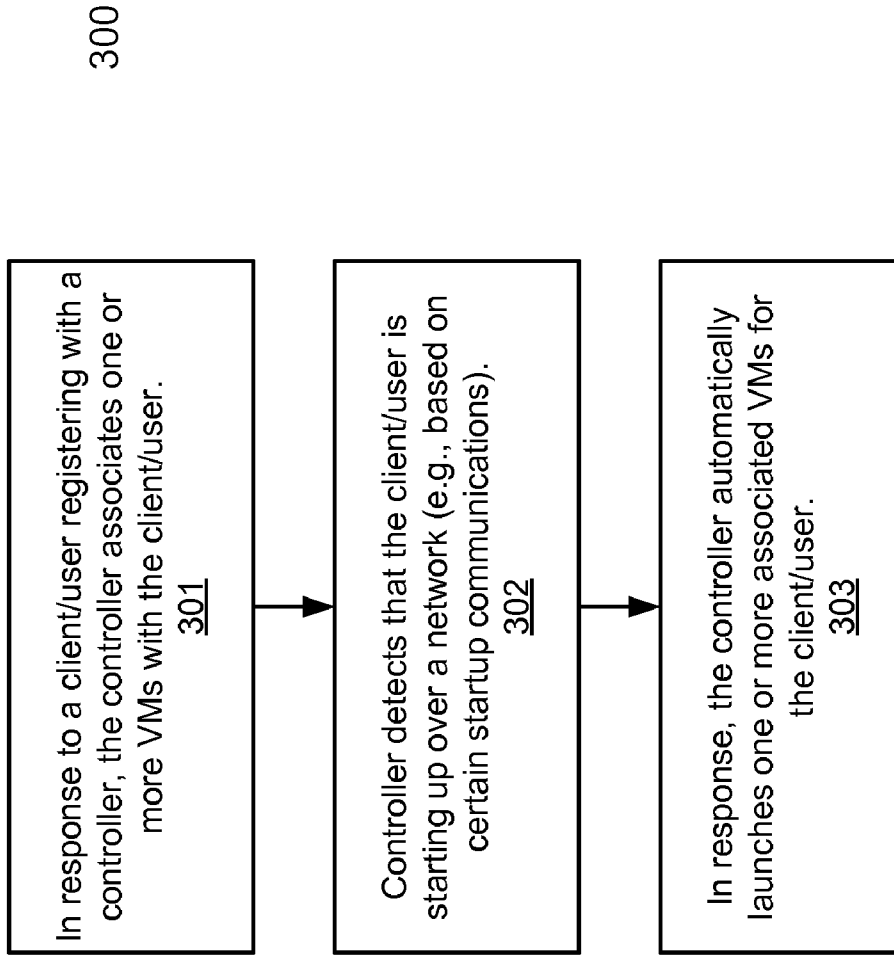 300
In response to a client/user registering with a
controller, the controller associates one or
more VMs with the client/user.
301
Controller detects that the client/user is
starting up over a network (e.g., based on
certain startup communications).
302
In response, the controller automatically
launches one or more associated VMs for
the client/user.
303